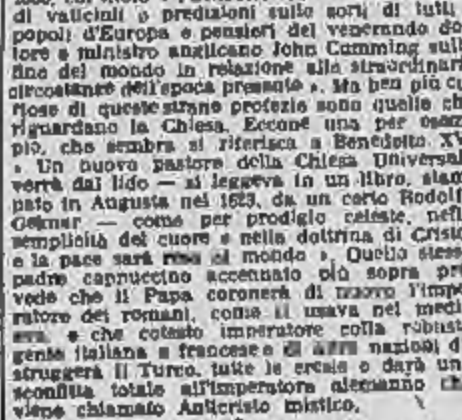 di vaticinii o predizioni sulle sorti di tutti
popoli d'Europa e pensieri del venerando do
tore e ministro anglicano John Cumming sull
fine del mondo in relazione alla straordinari
circostanze dell'epoca presente ». Ma ben più cu
riose di queste strane profezie sono quelle ch
riguardano la Chiesa. Eccone una per esem
pio, che sembra si riferisca a Benedetto XV
« Un nuovo pastore della Chiesa Universal
verrà dal lido — si leggeva in un libro, stam
pato in Augusta nel 1623, da un certo Rodolf
— come per prodigio celeste, nell
semplicità del cuore e nella dottrina di Cristo
e la pace sarà resa al mondo ». Quello stess
padre cappuccino accennato più sopra pre
vede che il Papa coronerà di nuovo l'impe
ratore dei romani, come si usava nel medi
evo, e che cotesto imperatore colla robust
gente italiana e francese e di altre nazioni d
struggerà il Turco, tutte le eresie e darà un
sconfitta totale all'imperatore alemanno ch
viene chiamato Anticristo mistico.